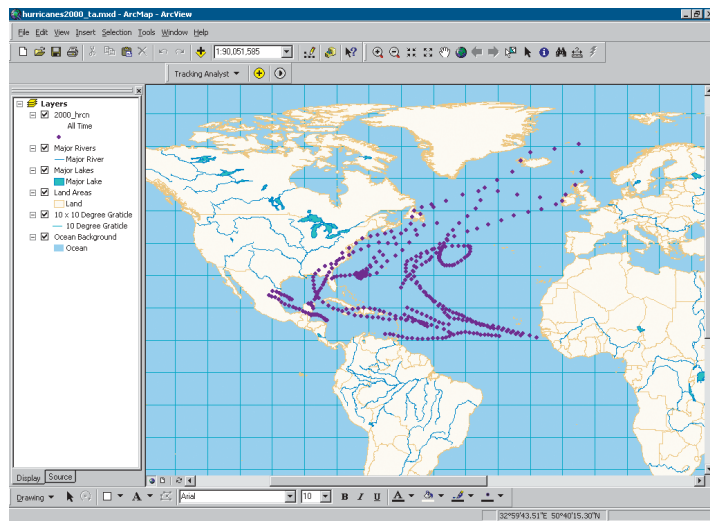 hurricanes2000_ta.mxd - ArcMap - ArcView
File Edit View Insert Selection Tools Window Help
1:90,051,585
Tracking Analyst
Layers
2000_hrcn
All Time
Major Rivers
Major River
Major Lakes
Major Lake
Land Areas
Land
10 x 10 Degree Graticle
10 Degree Graticle
Ocean Background
Ocean
Display Source
Drawing A Arial 10 B I U A
32°59'43.51"E 50°40'15.30"N